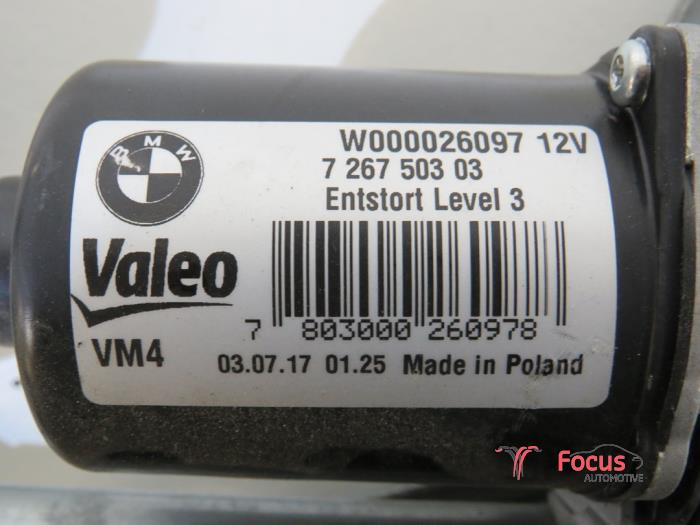 BMW
W000026097 12V
7 267 503 03
Entstort Level 3
Valeo
7 803000 260978
VM4
03.07.17 01.25 Made in Poland
Focus
AUTOMOTIVE